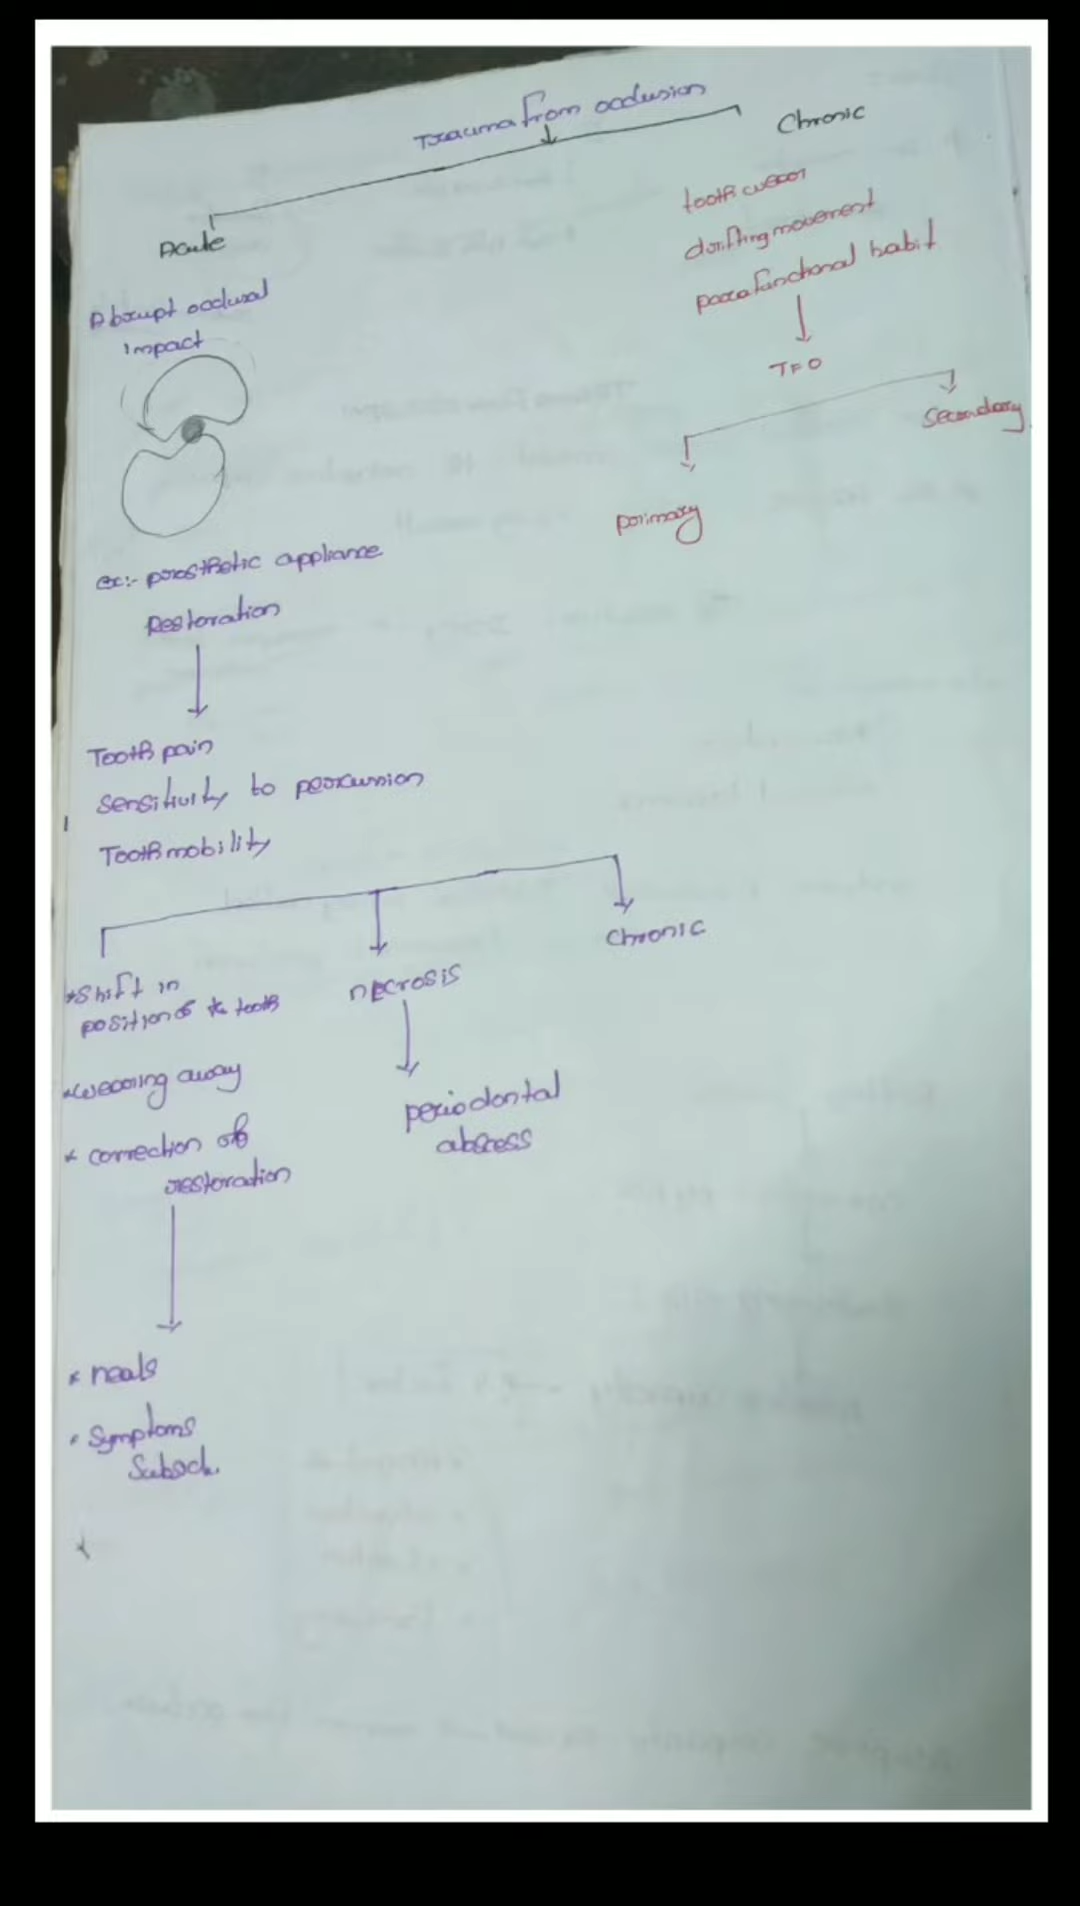 Trauma from occlusion
Acute
Abrupt occlusal
impact
ex:- prosthetic appliance
Restoration
Tooth pain
sensitivity to percussion
Tooth mobility
*Shift in
position of the tooth
*wearing away
* correction of
restoration
* heals
* Symptoms
necrosis
periodontal
abscess
chronic
Chronic
tooth wear
drifting movement
parafunctional habit
TFO
primary
Secondary